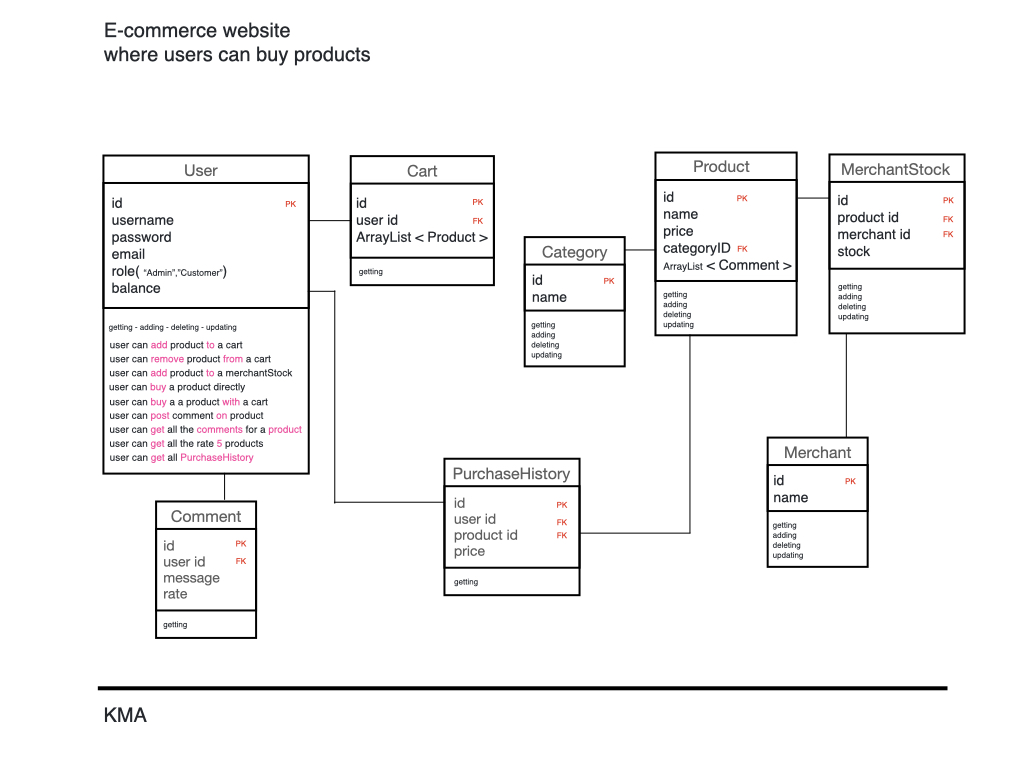 E-commerce website
where users can buy products
User
id PK
username
password
email
role( "Admin","Customer")
balance
getting - adding - deleting - updating
user can add product to a cart
user can remove product from a cart
user can add product to a merchantStock
user can buy a product directly
user can buy a a product with a cart
user can post comment on product
user can get all the comments for a product
user can get all the rate 5 products
user can get all PurchaseHistory
Cart
id PK
user id FK
ArrayList < Product >
getting
Category
id PK
name
getting
adding
deleting
updating
Product
id PK
name
price
categoryID FK
ArrayList < Comment >
getting
adding
deleting
updating
MerchantStock
id PK
product id FK
merchant id FK
stock
getting
adding
deleting
updating
Comment
id PK
user id FK
message
rate
getting
PurchaseHistory
id PK
user id FK
product id FK
price
getting
Merchant
id PK
name
getting
adding
deleting
updating
KMA